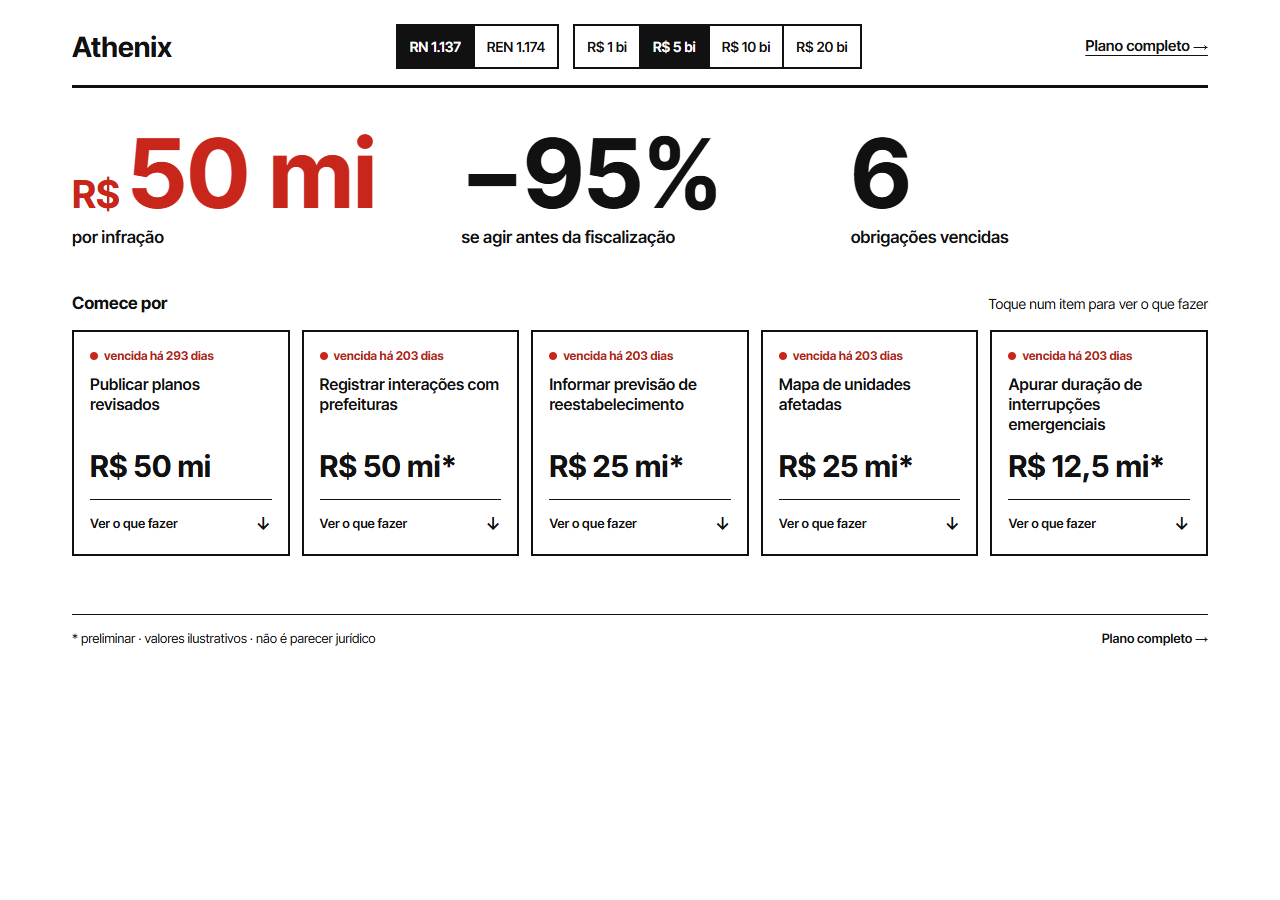 Athenix
RN 1.137
REN 1.174
R$ 1 bi
R$ 5 bi
R$ 10 bi
R$ 20 bi
Plano completo →
R$ 50 mi
por infração
–95%
se agir antes da fiscalização
6
obrigações vencidas
Comece por
Toque num item para ver o que fazer
vencida há 293 dias
Publicar planos
revisados
R$ 50 mi
Ver o que fazer ↓
vencida há 203 dias
Registrar interações com
prefeituras
R$ 50 mi*
Ver o que fazer ↓
vencida há 203 dias
Informar previsão de
reestabelecimento
R$ 25 mi*
Ver o que fazer ↓
vencida há 203 dias
Mapa de unidades
afetadas
R$ 25 mi*
Ver o que fazer ↓
vencida há 203 dias
Apurar duração de
interrupções
emergenciais
R$ 12,5 mi*
Ver o que fazer ↓
* preliminar · valores ilustrativos · não é parecer jurídico
Plano completo →